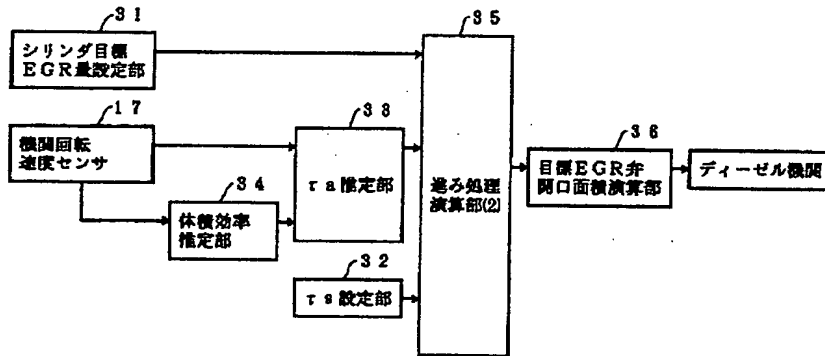 31
シリンダ目標
EGR量設定部
17
機関回転
速度センサ
34
体積効率
推定部
33
τa推定部
32
τs設定部
35
進み処理
演算部(2)
36
目標EGR弁
開口面積演算部
ディーゼル機関